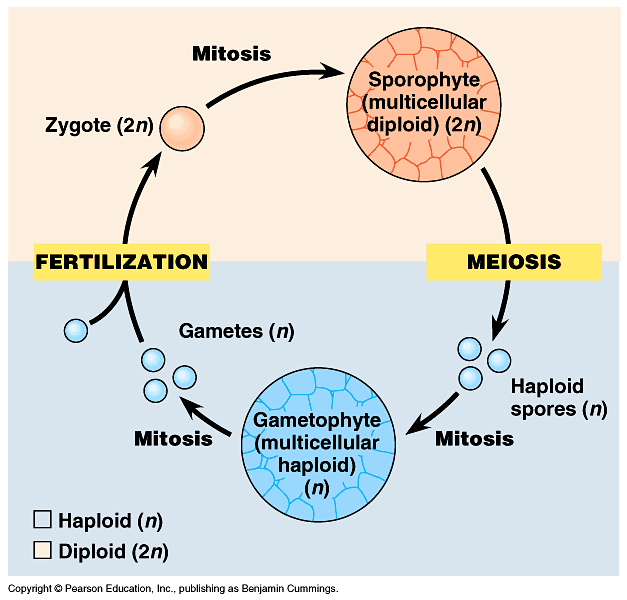 Mitosis
Sporophyte
(multicellular
diploid) (2n)
Zygote (2n)
FERTILIZATION
MEIOSIS
Gametes (n)
Haploid
spores (n)
Gametophyte
(multicellular
haploid)
(n)
Mitosis
Mitosis
Haploid (n)
Diploid (2n)
Copyright © Pearson Education, Inc., publishing as Benjamin Cummings.